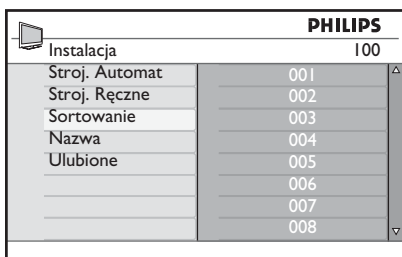 PHILIPS
Instalacja 100
Stroj. Automat 001
Stroj. Ręczne 002
Sortowanie 003
Nazwa 004
Ulubione 005
006
007
008